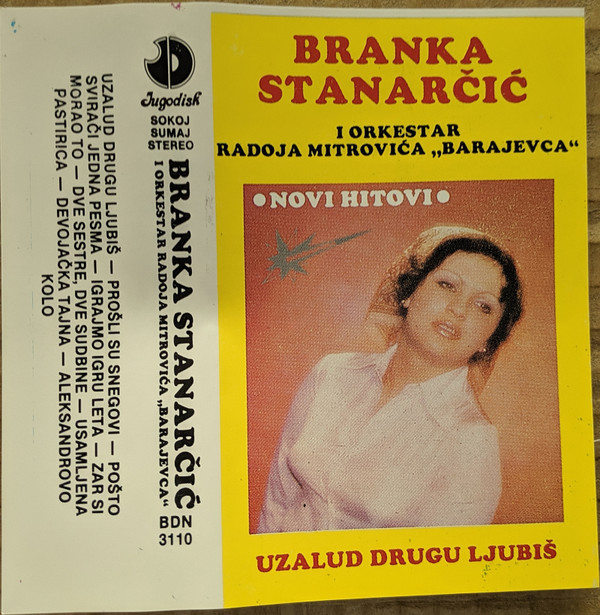 BRANKA
STANARČIĆ
I ORKESTAR
RADOJA MITROVIĆA „BARAJEVCA“
• NOVI HITOVI •
UZALUD DRUGU LJUBIŠ
Jugodisk
SOKOJ
SUMAJ
STEREO
BRANKA STANARČIĆ
I ORKESTAR RADOJA MITROVIĆA „BARAJEVCA“
BDN
3110
UZALUD DRUGU LJUBIŠ — PROŠLI SU SNEGOVI — POŠTO
SVIRAČI JEDNA PESMA — IGRAJMO IGRU LETA — ZAR SI
MORAO TO — DVE SESTRE, DVE SUDBINE — USAMLJENA
PASTIRICA — DEVOJAČKA TAJNA — ALEKSANDROVO
KOLO